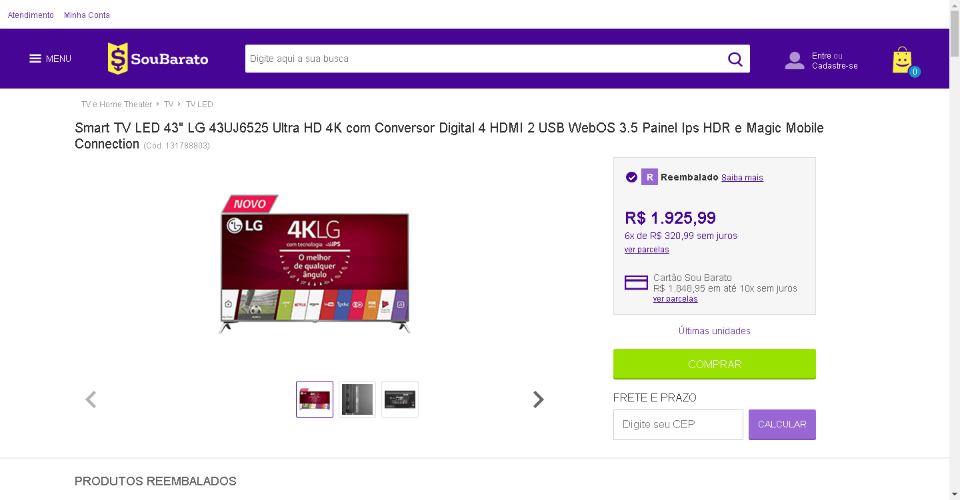 Atendimento Minha Conta
MENU
SouBarato
Digite aqui a sua busca
Entre ou
Cadastre-se
0
TV e Home Theater TV TV LED
Smart TV LED 43" LG 43UJ6525 Ultra HD 4K com Conversor Digital 4 HDMI 2 USB WebOS 3.5 Painel Ips HDR e Magic Mobile
Connection (Cód. 131788803)
R Reembalado Saiba mais
NOVO
LG 4KLG
com tecnologia IPS
O melhor
de qualquer
ângulo
R$ 1.925,99
6x de R$ 320,99 sem juros
ver parcelas
Cartão Sou Barato
R$ 1.848,95 em até 10x sem juros
ver parcelas
Últimas unidades
COMPRAR
FRETE E PRAZO
Digite seu CEP
CALCULAR
PRODUTOS REEMBALADOS